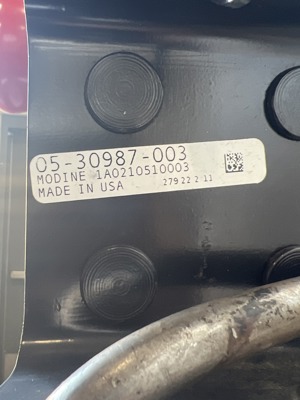 05-30987-003
MODINE 1A0210510003
MADE IN USA 279 22 2 11